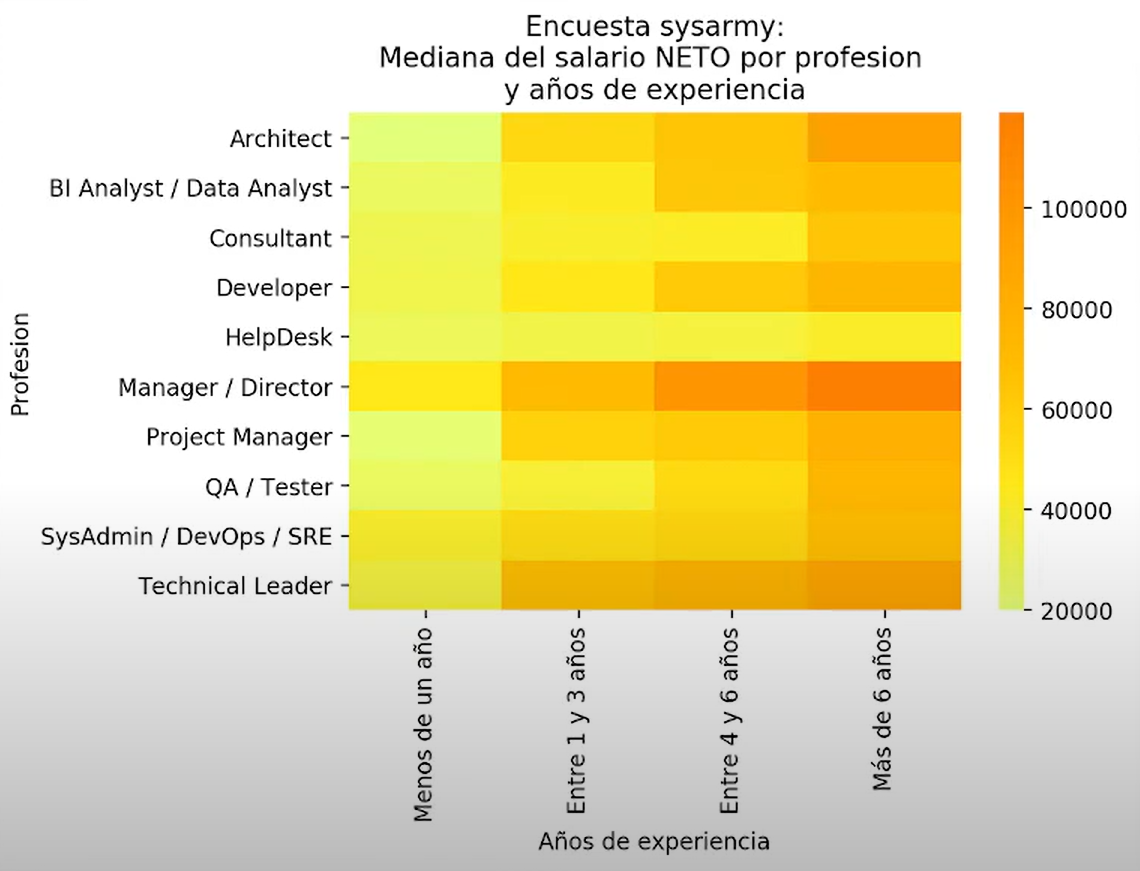 Encuesta sysarmy:
Mediana del salario NETO por profesion
y años de experiencia
Profesion
Architect
BI Analyst / Data Analyst
Consultant
Developer
HelpDesk
Manager / Director
Project Manager
QA / Tester
SysAdmin / DevOps / SRE
Technical Leader
Menos de un año
Entre 1 y 3 años
Entre 4 y 6 años
Más de 6 años
Años de experiencia
100000
80000
60000
40000
20000